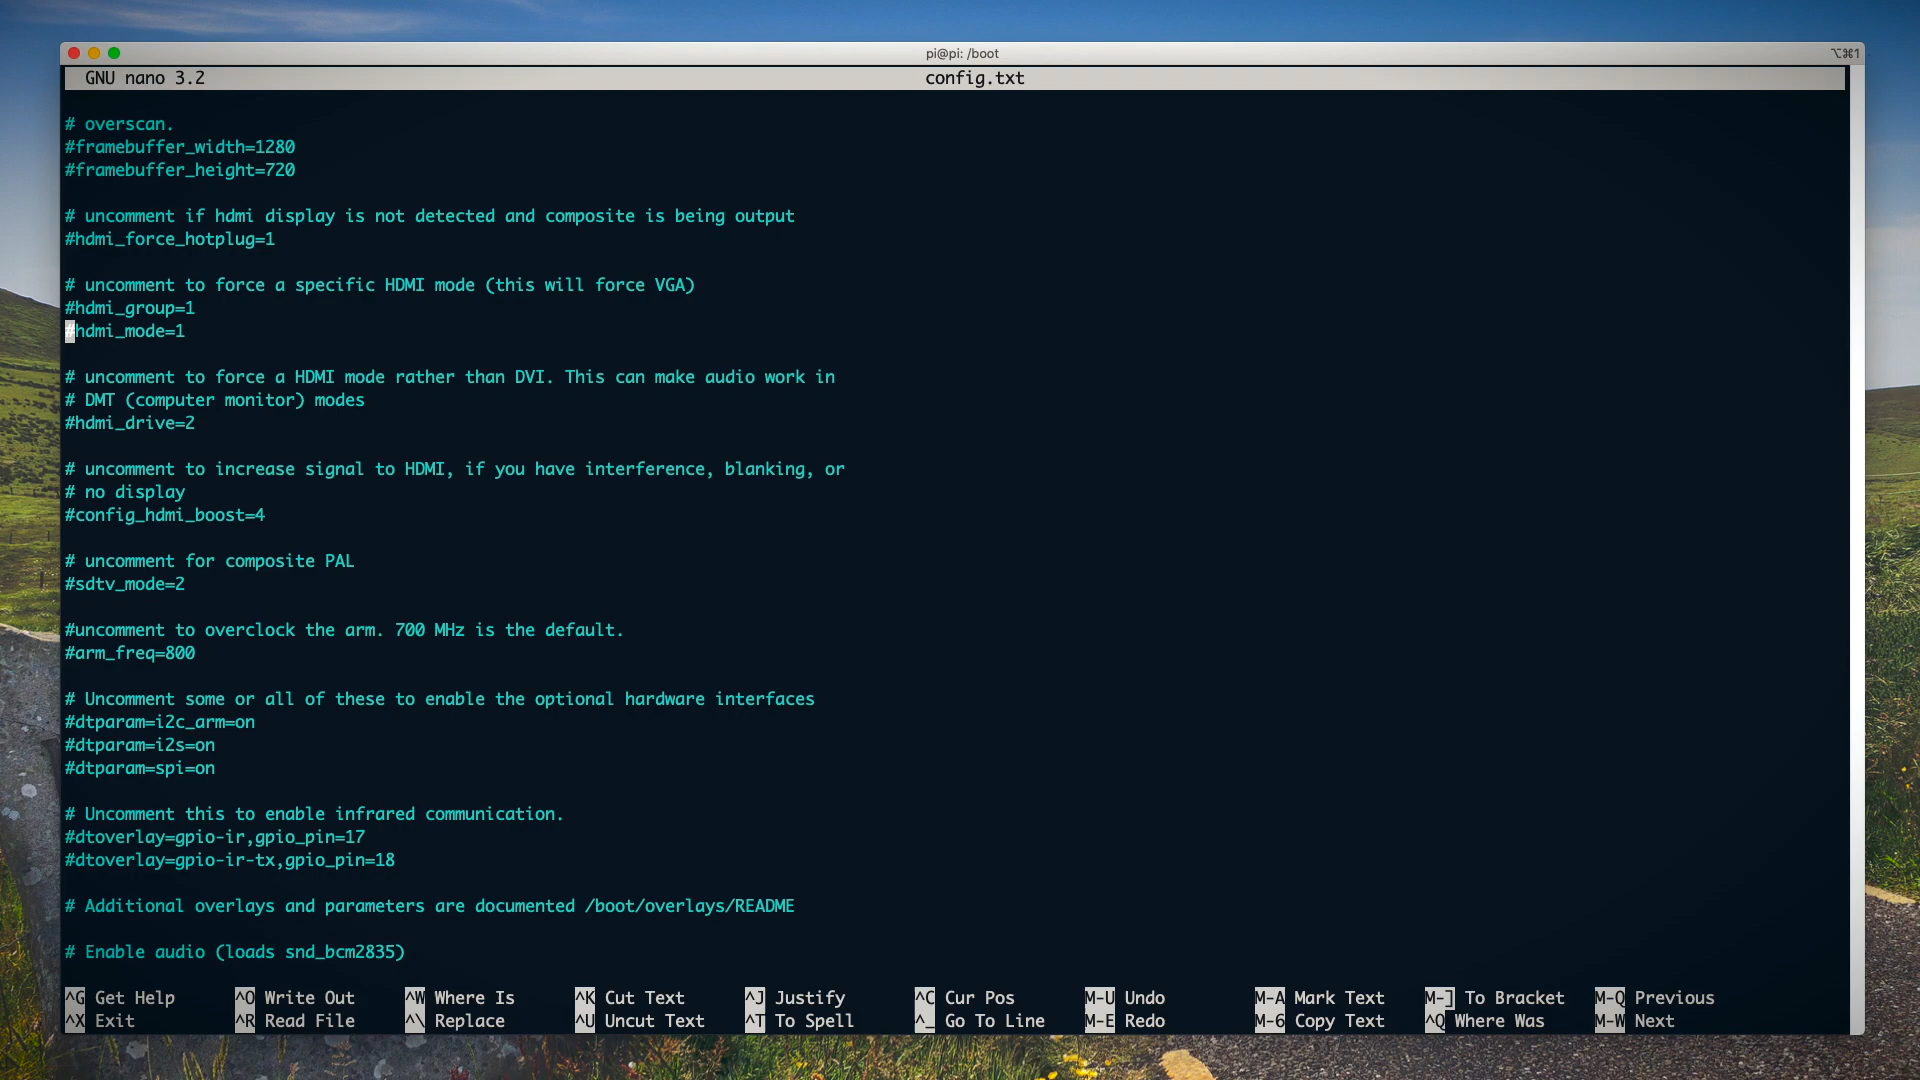 pi@pi: /boot
⌥⌘1
GNU nano 3.2 config.txt
# overscan.
#framebuffer_width=1280
#framebuffer_height=720
# uncomment if hdmi display is not detected and composite is being output
#hdmi_force_hotplug=1
# uncomment to force a specific HDMI mode (this will force VGA)
#hdmi_group=1
#hdmi_mode=1
# uncomment to force a HDMI mode rather than DVI. This can make audio work in
# DMT (computer monitor) modes
#hdmi_drive=2
# uncomment to increase signal to HDMI, if you have interference, blanking, or
# no display
#config_hdmi_boost=4
# uncomment for composite PAL
#sdtv_mode=2
#uncomment to overclock the arm. 700 MHz is the default.
#arm_freq=800
# Uncomment some or all of these to enable the optional hardware interfaces
#dtparam=i2c_arm=on
#dtparam=i2s=on
#dtparam=spi=on
# Uncomment this to enable infrared communication.
#dtoverlay=gpio-ir,gpio_pin=17
#dtoverlay=gpio-ir-tx,gpio_pin=18
# Additional overlays and parameters are documented /boot/overlays/README
# Enable audio (loads snd_bcm2835)
^G Get Help ^O Write Out ^W Where Is ^K Cut Text ^J Justify ^C Cur Pos M-U Undo M-A Mark Text M-] To Bracket M-Q Previous
^X Exit ^R Read File ^\ Replace ^U Uncut Text ^T To Spell ^_ Go To Line M-E Redo M-6 Copy Text ^Q Where Was M-W Next